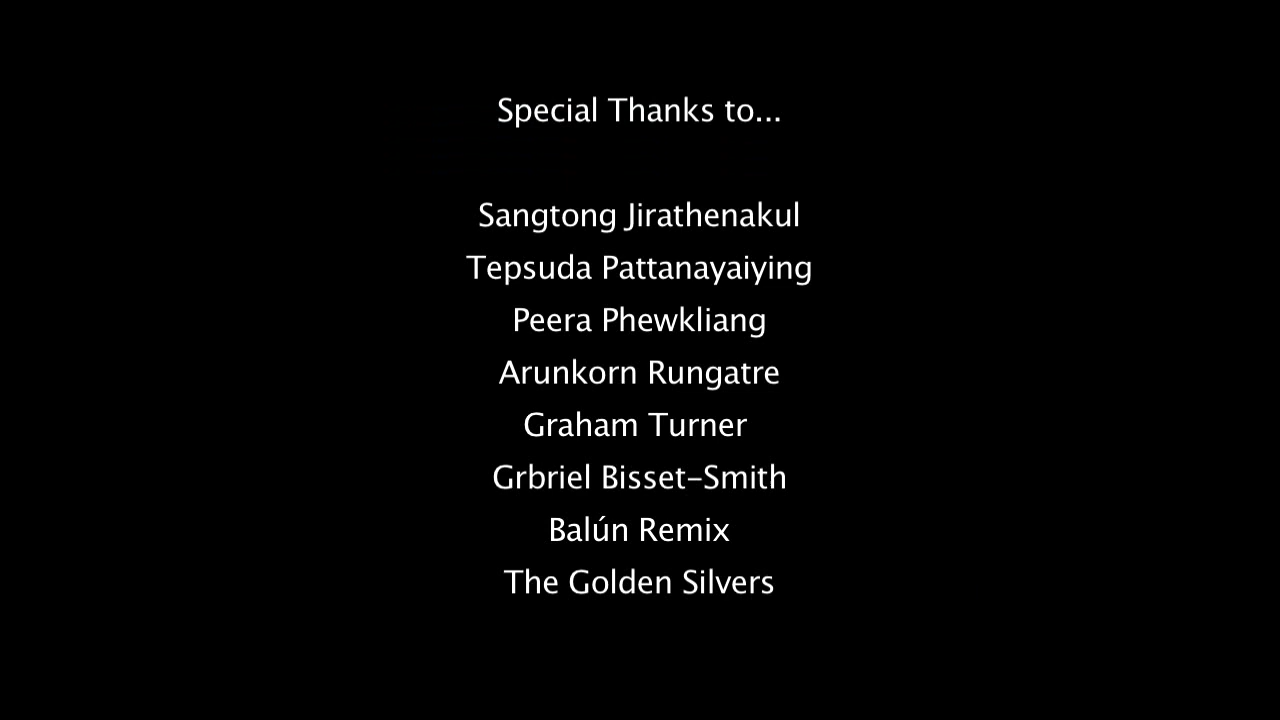 Special Thanks to...
Sangtong Jirathenakul
Tepsuda Pattanayaiying
Peera Phewkliang
Arunkorn Rungatre
Graham Turner
Grbriel Bisset-Smith
Balún Remix
The Golden Silvers